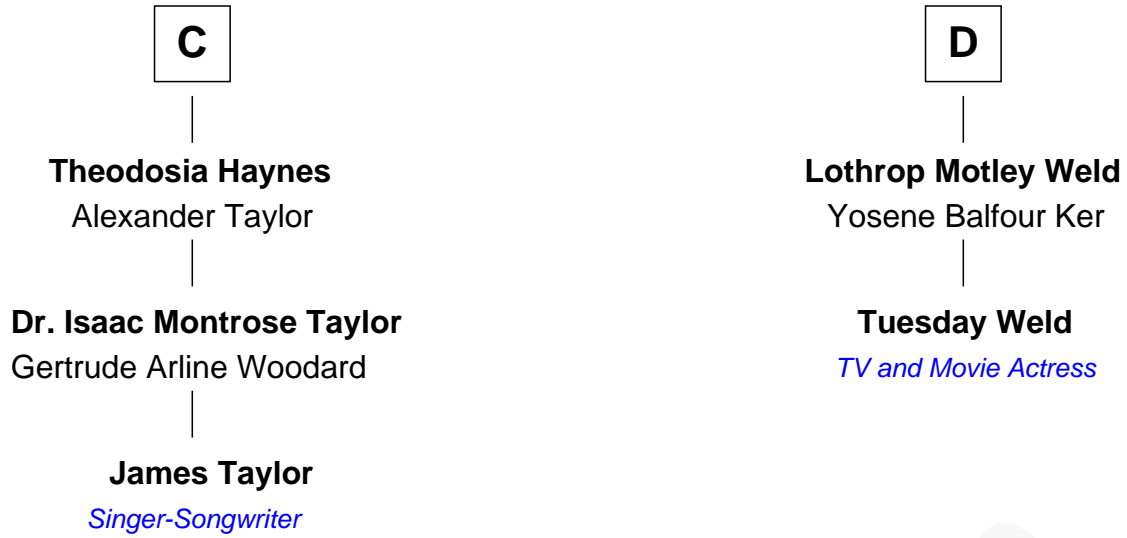 C
Theodosia Haynes
Alexander Taylor
Dr. Isaac Montrose Taylor
Gertrude Arline Woodard
James Taylor
Singer-Songwriter
D
Lothrop Motley Weld
Yosene Balfour Ker
Tuesday Weld
TV and Movie Actress